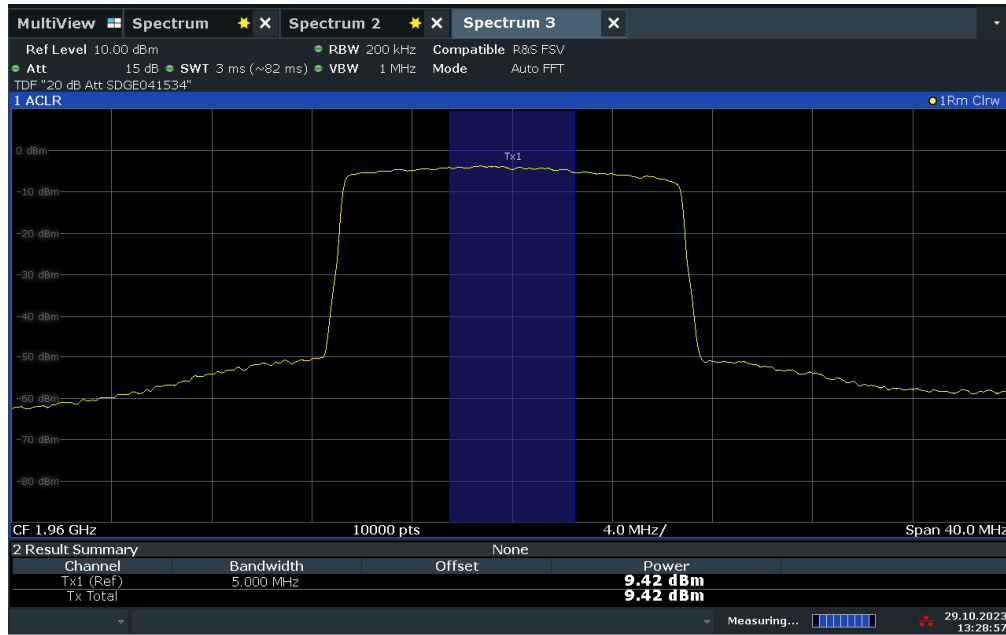 MultiView Spectrum Spectrum 2 Spectrum 3
Ref Level 10.00 dBm RBW 200 kHz Compatible R&S FSV
Att 15 dB SWT 3 ms (~82 ms) VBW 1 MHz Mode Auto FFT
TDF "20 dB Att SDGE041534"
1 ACLR 1Rm Clrw
0 dBm
Tx1
-10 dBm
-20 dBm
-30 dBm
-40 dBm
-50 dBm
-60 dBm
-70 dBm
-80 dBm
CF 1.96 GHz 10000 pts 4.0 MHz/ Span 40.0 MHz
2 Result Summary None
Channel Bandwidth Offset Power
Tx1 (Ref) 5.000 MHz 9.42 dBm
Tx Total 9.42 dBm
Measuring... 29.10.2023
13:28:57